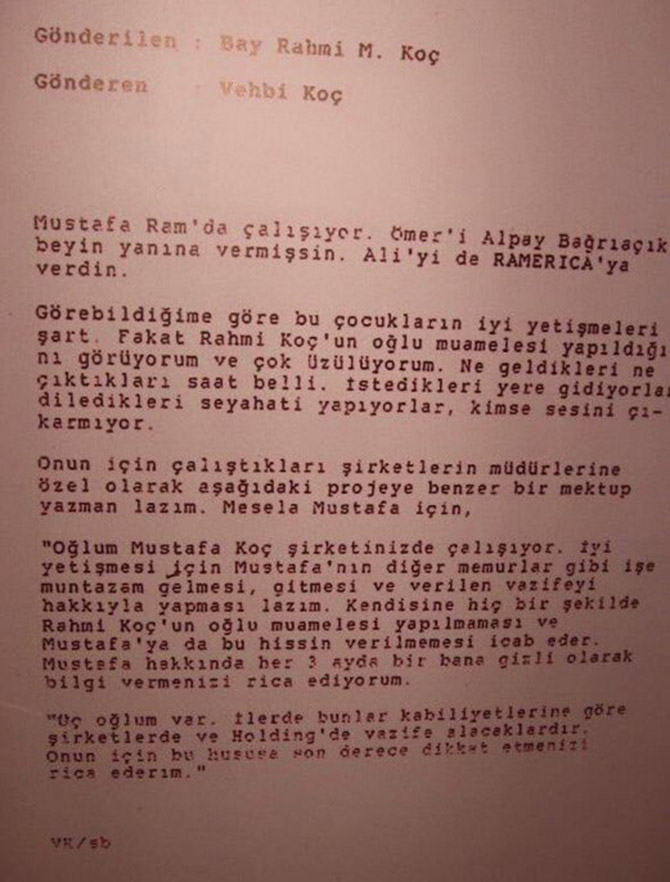 Gönderilen : Bay Rahmi M. Koç
Gönderen : Vehbi Koç
Mustafa Ram'da çalışıyor. Ömer'i Alpay Bağrıaçık
beyin yanına vermişsin. Ali'yi de RAMERICA'ya
verdin.
Görebildiğime göre bu çocukların iyi yetişmeleri
şart. Fakat Rahmi Koç'un oğlu muamelesi yapıldığı
nı görüyorum ve çok üzülüyorum. Ne geldikleri ne
çıktıkları saat belli. İstedikleri yere gidiyorlar
diledikleri seyahati yapıyorlar, kimse sesini çı-
karmıyor.
Onun için çalıştıkları şirketlerin müdürlerine
özel olarak aşağıdaki projeye benzer bir mektup
yazman lazım. Mesela Mustafa için,
"Oğlum Mustafa Koç şirketinizde çalışıyor. İyi
yetişmesi için Mustafa'nın diğer memurlar gibi işe
muntazam gelmesi, gitmesi ve verilen vazifeyi
hakkıyla yapması lazım. Kendisine hiç bir şekilde
Rahmi Koç'un oğlu muamelesi yapılmaması ve
Mustafa'ya da bu hissin verilmemesi icab eder.
Mustafa hakkında her 3 ayda bir bana gizli olarak
bilgi vermenizi rica ediyorum.
"Üç oğlum var. İlerde bunlar kabiliyetlerine göre
şirketlerde ve Holding'de vazife alacaklardır.
Onun için bu hususa son derece dikkat etmenizi
rica ederim."
VK/sb